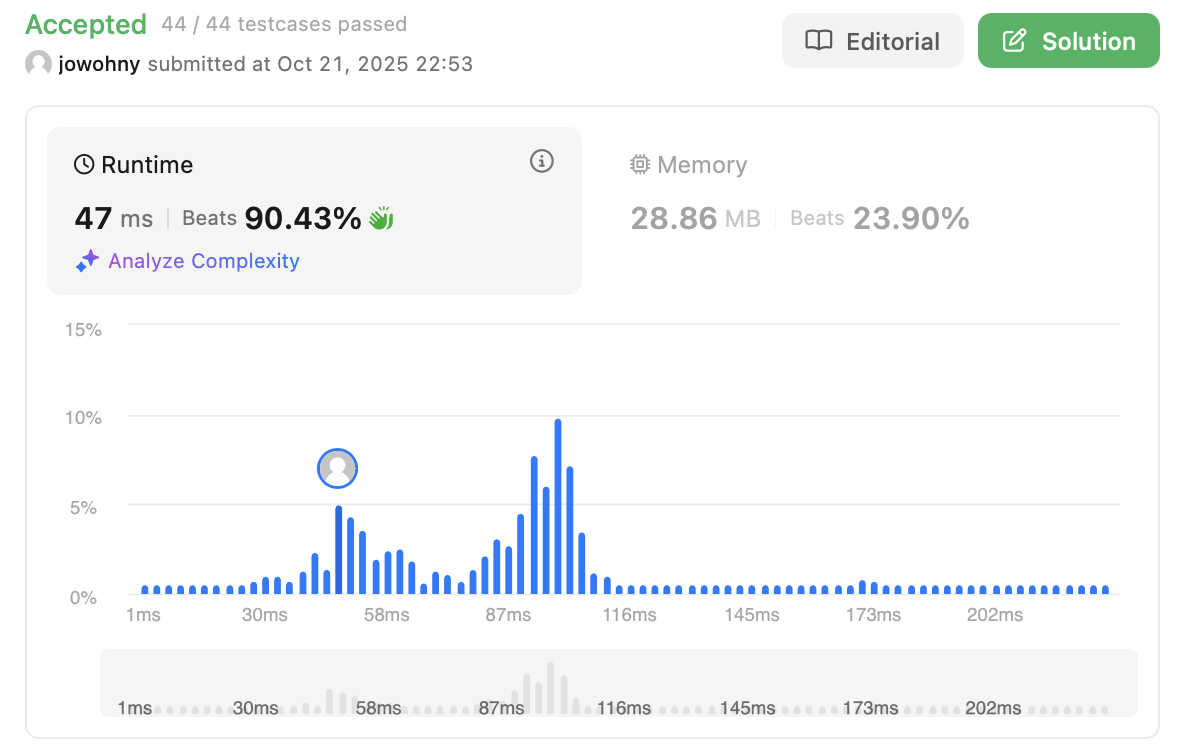 Accepted 44 / 44 testcases passed
jowohny submitted at Oct 21, 2025 22:53
Editorial
Solution
Runtime
47 ms Beats 90.43%
Analyze Complexity
Memory
28.86 MB Beats 23.90%
15%
10%
5%
0%
1ms 30ms 58ms 87ms 116ms 145ms 173ms 202ms
1ms 30ms 58ms 87ms 116ms 145ms 173ms 202ms